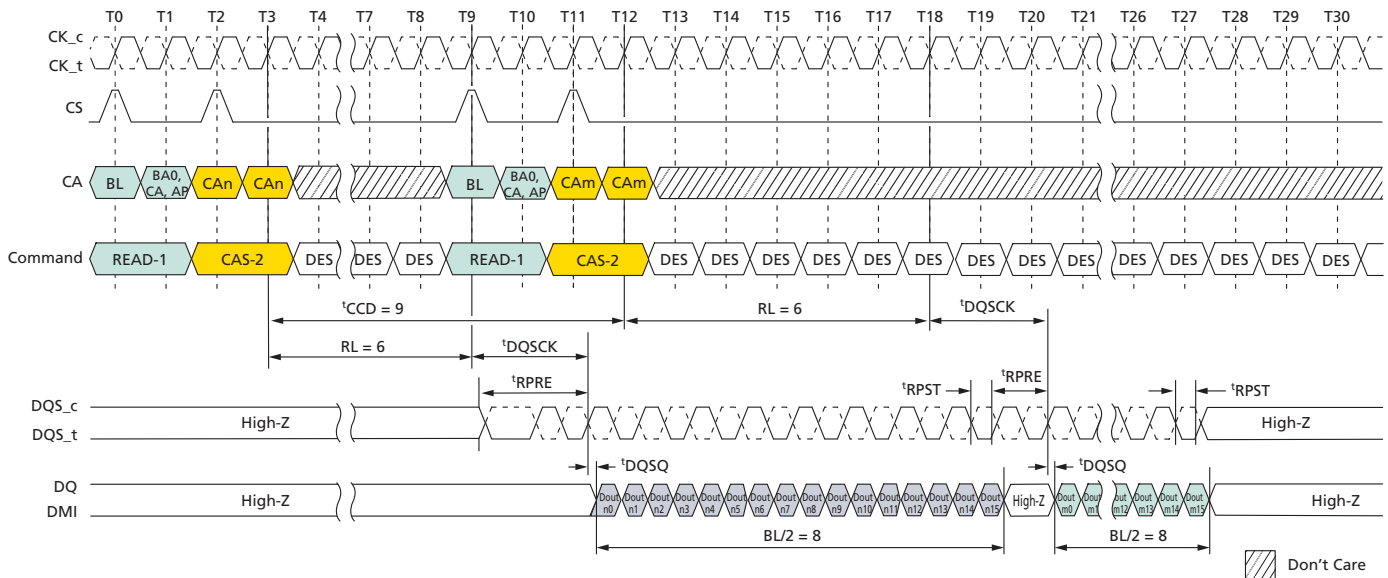 T0 T1 T2 T3 T4 T7 T8 T9 T10 T11 T12 T13 T14 T15 T16 T17 T18 T19 T20 T21 T26 T27 T28 T29 T30
CK_c
CK_t
CS
CA BL BA0, CA, AP CAn CAn BL BA0, CA, AP CAm CAm
Command READ-1 CAS-2 DES DES DES READ-1 CAS-2 DES DES DES DES DES DES DES DES DES DES DES DES DES DES
tCCD = 9 RL = 6 tDQSCK
RL = 6 tDQSCK
tRPRE tRPST tRPRE tRPST
DQS_c
DQS_t
High-Z High-Z
tDQSQ tDQSQ
DQ
DMI
High-Z Dout n0 Dout n1 Dout n2 Dout n3 Dout n4 Dout n5 Dout n6 Dout n7 Dout n8 Dout n9 Dout n10 Dout n11 Dout n12 Dout n13 Dout n14 Dout n15 High-Z Dout m0 Dout m1 Dout m12 Dout m13 Dout m14 Dout m15 High-Z
BL/2 = 8 BL/2 = 8
Don't Care